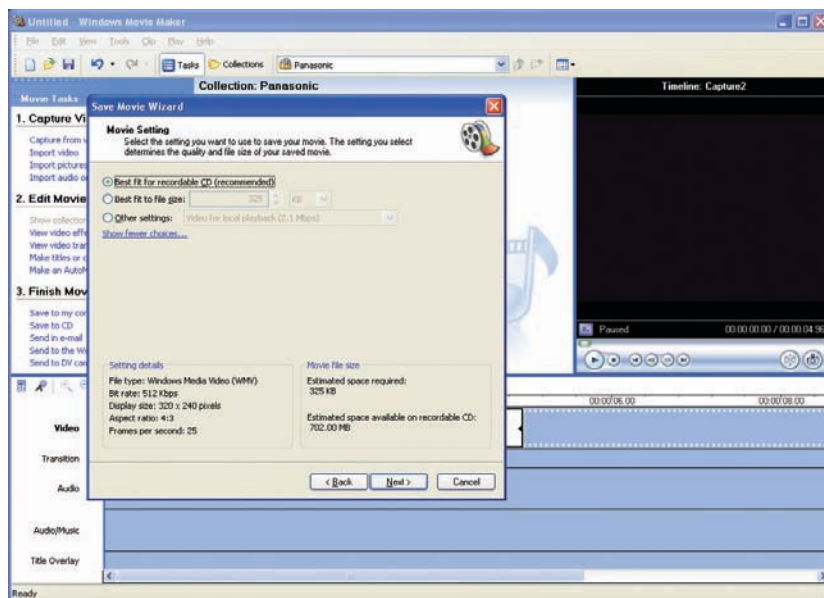 Untitled - Windows Movie Maker
File Edit View Tools Clip Play Help
Tasks Collections Panasonic
Movie Tasks
Collection: Panasonic
Timeline: Capture2
1. Capture Vi
Capture from v
Import video
Import pictures
Import audio o
2. Edit Movie
Show collection
View video effe
View video tran
Make titles or c
Make an AutoM
3. Finish Mov
Save to my com
Save to CD
Send in e-mail
Send to the We
Send to DV cam
Save Movie Wizard
Movie Setting
Select the setting you want to use to save your movie. The setting you select
determines the quality and file size of your saved movie.
Best fit for recordable CD (recommended)
Best fit to file size: 325 KB
Other settings: Video for local playback (2.1 Mbps)
Show fewer choices...
Setting details
File type: Windows Media Video (WMV)
Bit rate: 512 Kbps
Display size: 320 x 240 pixels
Aspect ratio: 4:3
Frames per second: 25
Movie file size
Estimated space required:
325 KB
Estimated space available on recordable CD:
702.00 MB
< Back Next > Cancel
Paused 00:00:00.00 / 00:00:04.96
00:00:06.00 00:00:08.00
Video
Transition
Audio
Audio/Music
Title Overlay
Ready